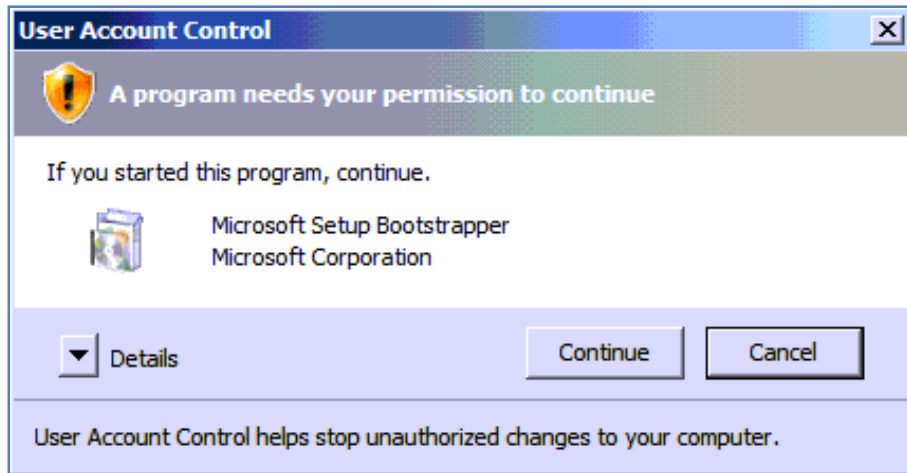 User Account Control
A program needs your permission to continue
If you started this program, continue.
Microsoft Setup Bootstrapper
Microsoft Corporation
Details
Continue
Cancel
User Account Control helps stop unauthorized changes to your computer.